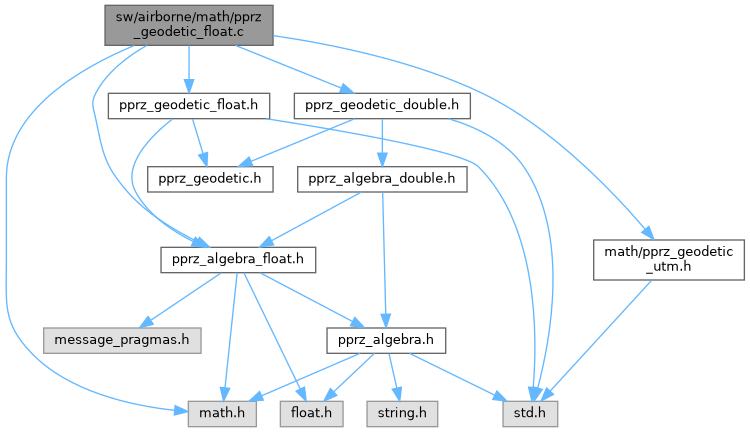 sw/airborne/math/pprz
_geodetic_float.c
pprz_geodetic_float.h
pprz_geodetic_double.h
pprz_geodetic.h
pprz_algebra_double.h
pprz_algebra_float.h
math/pprz_geodetic
_utm.h
message_pragmas.h
pprz_algebra.h
math.h
float.h
string.h
std.h